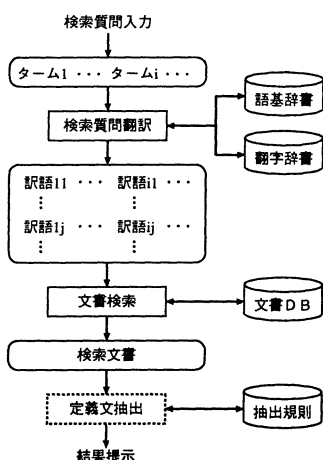 検索質問入力
ターム1 ・・・ タームi ・・・
検索質問翻訳
語基辞書
翻字辞書
訳語11 ・・・ 訳語i1 ・・・
⋮ ⋮
訳語1j ・・・ 訳語ij ・・・
⋮ ⋮
文書検索
文書DB
検索文書
定義文抽出
抽出規則
結果提示